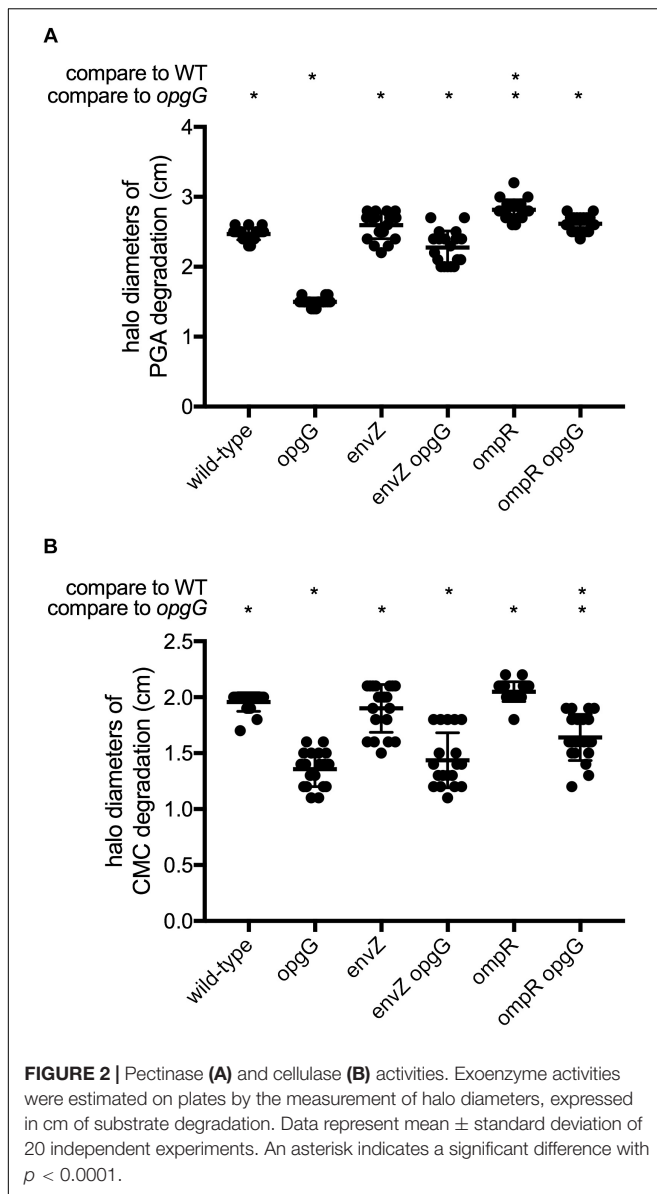 A
compare to WT * *
compare to opgG * * * * *
4
3
2
1
0
halo diameters of
PGA degradation (cm)
wild-type
opgG
envZ
envZ opgG
ompR
ompR opgG
B
compare to WT * * *
compare to opgG * * * *
2.5
2.0
1.5
1.0
0.5
0.0
halo diameters of
CMC degradation (cm)
wild-type
opgG
envZ
envZ opgG
ompR
ompR opgG
FIGURE 2 | Pectinase (A) and cellulase (B) activities. Exoenzyme activities
were estimated on plates by the measurement of halo diameters, expressed
in cm of substrate degradation. Data represent mean ± standard deviation of
20 independent experiments. An asterisk indicates a significant difference with
p < 0.0001.